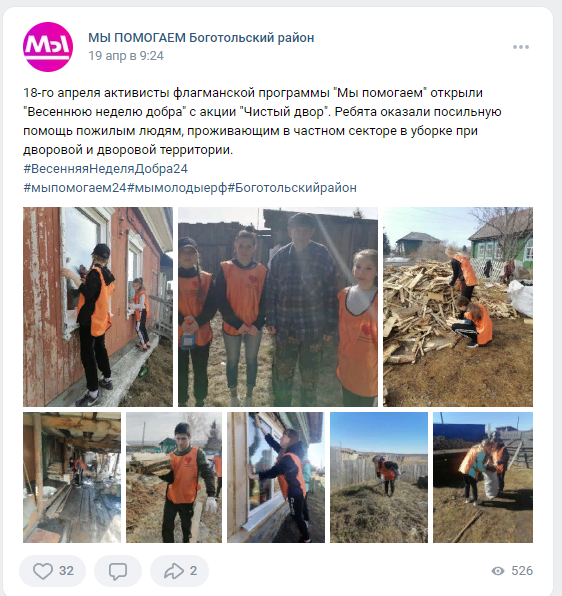 МЫ
МЫ ПОМОГАЕМ Боготольский район
19 апр в 9:24
18-го апреля активисты флагманской программы "Мы помогаем" открыли
"Весеннюю неделю добра" с акции "Чистый двор". Ребята оказали посильную
помощь пожилым людям, проживающим в частном секторе в уборке при
дворовой и дворовой территории.
#ВесенняяНеделяДобра24
#мыпомогаем24#мымолодыерф#Боготольскийрайон
32
2
526